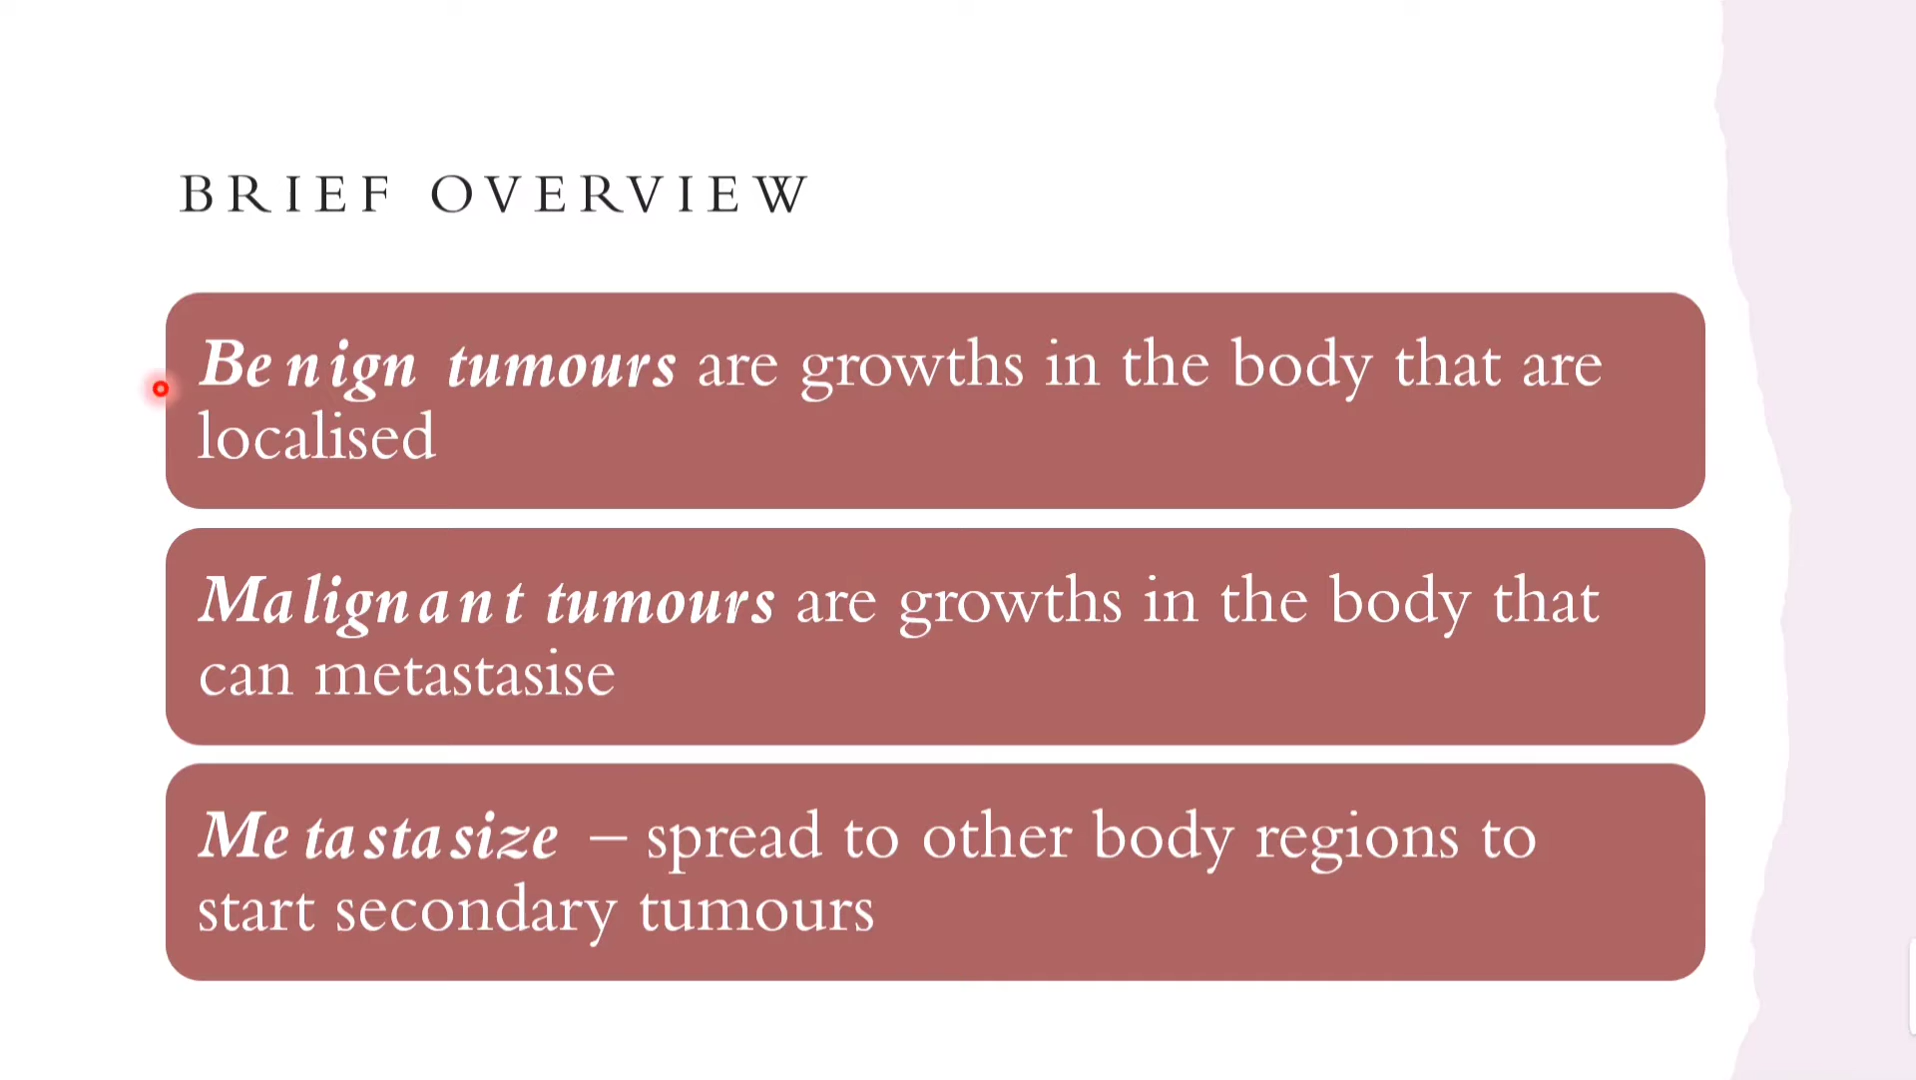 BRIEF OVERVIEW
Benign tumours are growths in the body that are
localised
Malignant tumours are growths in the body that
can metastasise
Metastasize – spread to other body regions to
start secondary tumours